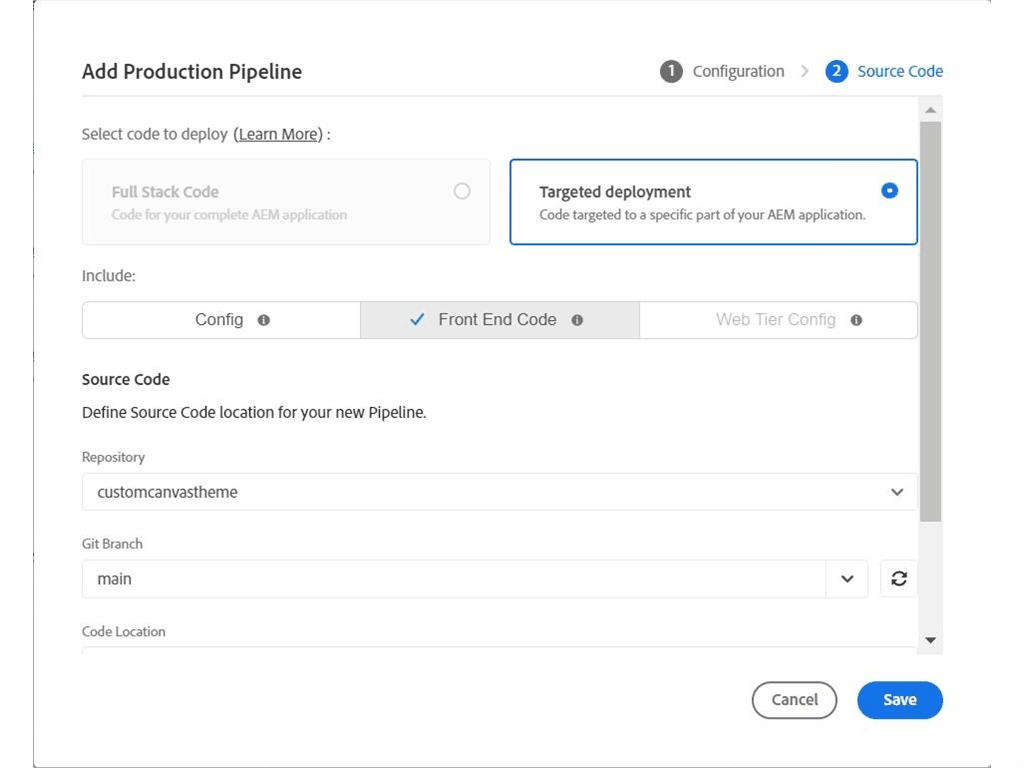 Add Production Pipeline
1 Configuration
2 Source Code
Select code to deploy (Learn More) :
Full Stack Code
Code for your complete AEM application
Targeted deployment
Code targeted to a specific part of your AEM application.
Include:
Config
Front End Code
Web Tier Config
Source Code
Define Source Code location for your new Pipeline.
Repository
customcanvastheme
Git Branch
main
Code Location
Cancel
Save